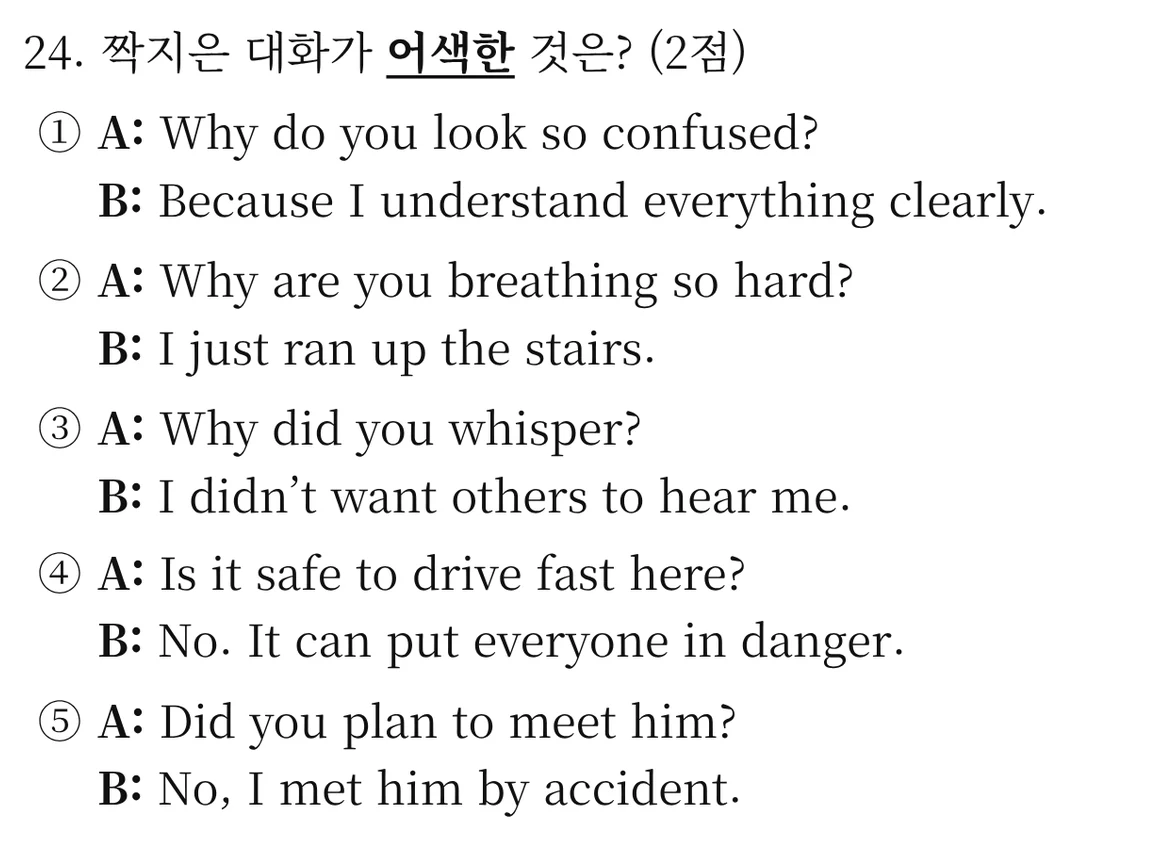 24. 짝지은 대화가 어색한 것은? (2점)
① A: Why do you look so confused?
B: Because I understand everything clearly.
② A: Why are you breathing so hard?
B: I just ran up the stairs.
③ A: Why did you whisper?
B: I didn’t want others to hear me.
④ A: Is it safe to drive fast here?
B: No. It can put everyone in danger.
⑤ A: Did you plan to meet him?
B: No, I met him by accident.